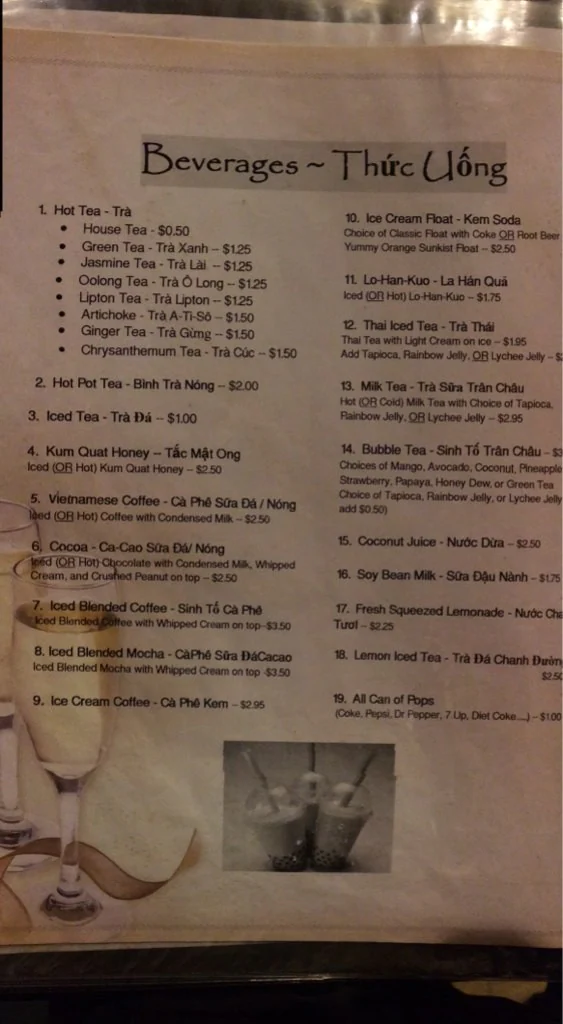 Beverages ~ Thức Uống
1. Hot Tea - Trà
• House Tea - $0.50
• Green Tea - Trà Xanh – $1.25
• Jasmine Tea - Trà Lài – $1.25
• Oolong Tea - Trà Ô Long – $1.25
• Lipton Tea - Trà Lipton – $1.25
• Artichoke - Trà A-Ti-Sô – $1.50
• Ginger Tea - Trà Gừng – $1.50
• Chrysanthemum Tea - Trà Cúc – $1.50
2. Hot Pot Tea - Bình Trà Nóng – $2.00
3. Iced Tea - Trà Đá – $1.00
4. Kum Quat Honey – Tắc Mật Ong
Iced (OR Hot) Kum Quat Honey – $2.50
5. Vietnamese Coffee - Cà Phê Sữa Đá / Nóng
Iced (OR Hot) Coffee with Condensed Milk – $2.50
6. Cocoa - Ca-Cao Sữa Đá/ Nóng
Iced (OR Hot) Chocolate with Condensed Milk, Whipped
Cream, and Crushed Peanut on top – $2.50
7. Iced Blended Coffee - Sinh Tố Cà Phê
Iced Blended Coffee with Whipped Cream on top -$3.50
8. Iced Blended Mocha - CàPhê Sữa ĐáCacao
Iced Blended Mocha with Whipped Cream on top -$3.50
9. Ice Cream Coffee - Cà Phê Kem – $2.95
10. Ice Cream Float - Kem Soda
Choice of Classic Float with Coke OR Root Beer
Yummy Orange Sunkist Float – $2.50
11. Lo-Han-Kuo - La Hán Quả
Iced (OR Hot) Lo-Han-Kuo – $1.75
12. Thai Iced Tea - Trà Thái
Thai Tea with Light Cream on ice – $1.95
Add Tapioca, Rainbow Jelly, OR Lychee Jelly –
13. Milk Tea - Trà Sữa Trân Châu
Hot (OR Cold) Milk Tea with Choice of Tapioca,
Rainbow Jelly, OR Lychee Jelly – $2.95
14. Bubble Tea - Sinh Tố Trân Châu –
Choices of Mango, Avocado, Coconut, Pineapple
Strawberry, Papaya, Honey Dew, or Green Tea
Choice of Tapioca, Rainbow Jelly, or Lychee Jelly
add $0.50)
15. Coconut Juice - Nước Dừa – $2.50
16. Soy Bean Milk - Sữa Đậu Nành – $1.75
17. Fresh Squeezed Lemonade - Nước Cha
Tươi – $2.25
18. Lemon Iced Tea - Trà Đá Chanh Đườn
$2.50
19. All Can of Pops
(Coke, Pepsi, Dr Pepper, 7 Up, Diet Coke....) – $1.00